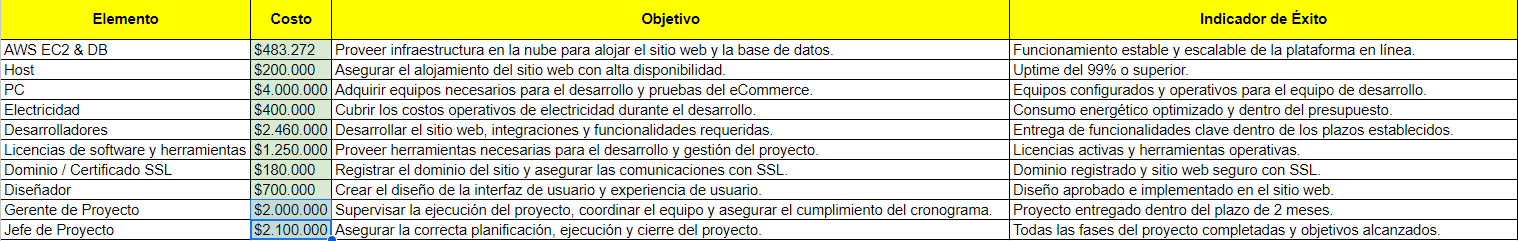 Elemento Costo Objetivo Indicador de Éxito
AWS EC2 & DB $483.272 Proveer infraestructura en la nube para alojar el sitio web y la base de datos. Funcionamiento estable y escalable de la plataforma en línea.
Host $200.000 Asegurar el alojamiento del sitio web con alta disponibilidad. Uptime del 99% o superior.
PC $4.000.000 Adquirir equipos necesarios para el desarrollo y pruebas del eCommerce. Equipos configurados y operativos para el equipo de desarrollo.
Electricidad $400.000 Cubrir los costos operativos de electricidad durante el desarrollo. Consumo energético optimizado y dentro del presupuesto.
Desarrolladores $2.460.000 Desarrollar el sitio web, integraciones y funcionalidades requeridas. Entrega de funcionalidades clave dentro de los plazos establecidos.
Licencias de software y herramientas $1.250.000 Proveer herramientas necesarias para el desarrollo y gestión del proyecto. Licencias activas y herramientas operativas.
Dominio / Certificado SSL $180.000 Registrar el dominio del sitio y asegurar las comunicaciones con SSL. Dominio registrado y sitio web seguro con SSL.
Diseñador $700.000 Crear el diseño de la interfaz de usuario y experiencia de usuario. Diseño aprobado e implementado en el sitio web.
Gerente de Proyecto $2.000.000 Supervisar la ejecución del proyecto, coordinar el equipo y asegurar el cumplimiento del cronograma. Proyecto entregado dentro del plazo de 2 meses.
Jefe de Proyecto $2.100.000 Asegurar la correcta planificación, ejecución y cierre del proyecto. Todas las fases del proyecto completadas y objetivos alcanzados.